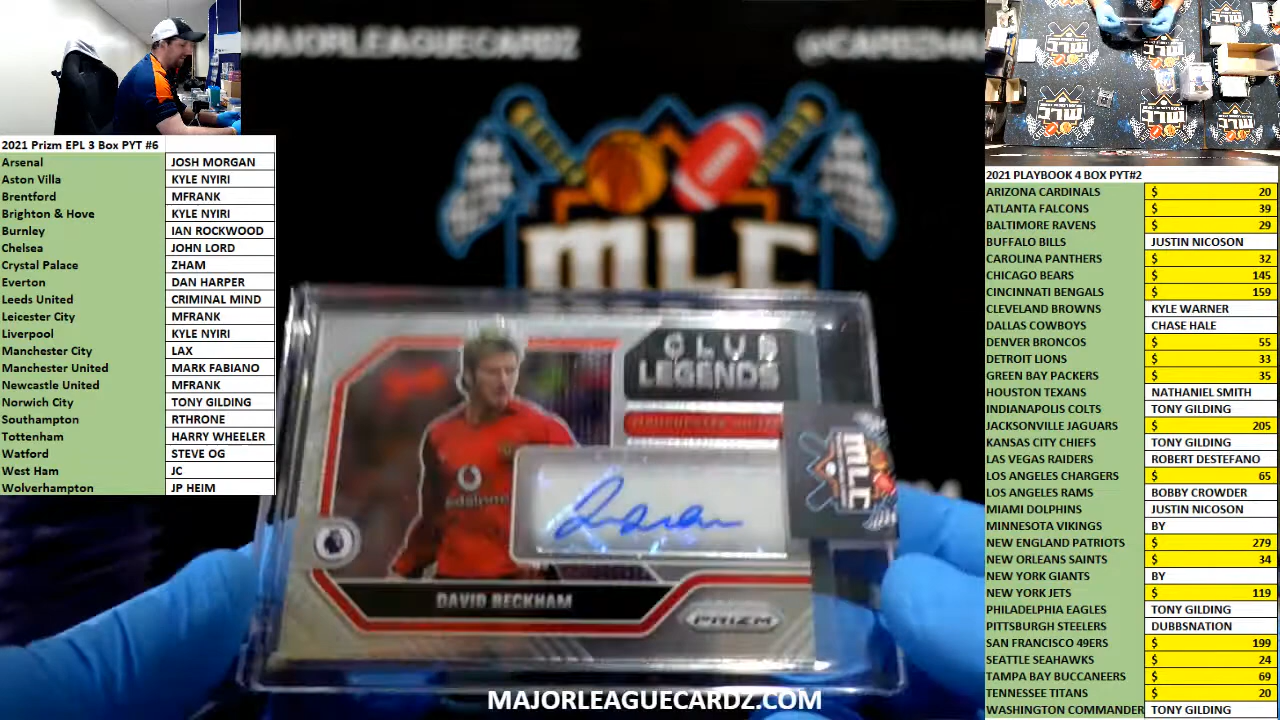 MAJORLEAGUECARDZ
2021 Prizm EPL 3 Box PYT #6
Arsenal JOSH MORGAN
Aston Villa KYLE NYIRI
Brentford MFRANK
Brighton & Hove KYLE NYIRI
Burnley IAN ROCKWOOD
Chelsea JOHN LORD
Crystal Palace ZHAM
Everton DAN HARPER
Leeds United CRIMINAL MIND
Leicester City MFRANK
Liverpool KYLE NYIRI
Manchester City LAX
Manchester United MARK FABIANO
Newcastle United MFRANK
Norwich City TONY GILDING
Southampton RTHRONE
Tottenham HARRY WHEELER
Watford STEVE OG
West Ham JC
Wolverhampton JP HEIM
MLC
CLUB
LEGENDS
MANCHESTER UNITED
MLC
DAVID BECKHAM
PRIZM
MAJORLEAGUECARDZ.COM
MLC
2021 PLAYBOOK 4 BOX PYT#2
ARIZONA CARDINALS $ 20
ATLANTA FALCONS $ 39
BALTIMORE RAVENS $ 29
BUFFALO BILLS JUSTIN NICOSON
CAROLINA PANTHERS $ 32
CHICAGO BEARS $ 145
CINCINNATI BENGALS $ 159
CLEVELAND BROWNS KYLE WARNER
DALLAS COWBOYS CHASE HALE
DENVER BRONCOS $ 55
DETROIT LIONS $ 33
GREEN BAY PACKERS $ 35
HOUSTON TEXANS NATHANIEL SMITH
INDIANAPOLIS COLTS TONY GILDING
JACKSONVILLE JAGUARS $ 205
KANSAS CITY CHIEFS TONY GILDING
LAS VEGAS RAIDERS ROBERT DESTEFANO
LOS ANGELES CHARGERS $ 65
LOS ANGELES RAMS BOBBY CROWDER
MIAMI DOLPHINS JUSTIN NICOSON
MINNESOTA VIKINGS BY
NEW ENGLAND PATRIOTS $ 279
NEW ORLEANS SAINTS $ 34
NEW YORK GIANTS BY
NEW YORK JETS $ 119
PHILADELPHIA EAGLES TONY GILDING
PITTSBURGH STEELERS DUBBSNATION
SAN FRANCISCO 49ERS $ 199
SEATTLE SEAHAWKS $ 24
TAMPA BAY BUCCANEERS $ 69
TENNESSEE TITANS $ 20
WASHINGTON COMMANDER TONY GILDING